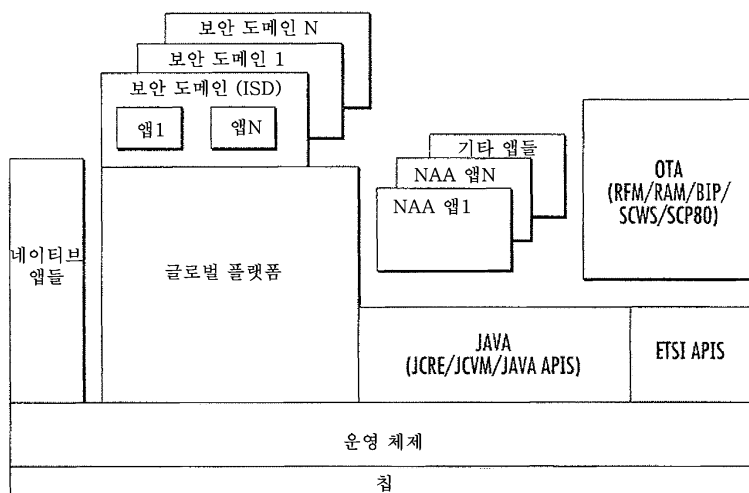 보안 도메인 N
보안 도메인 1
보안 도메인 (ISD)
앱1
앱N
기타 앱들
NAA 앱N
NAA 앱1
OTA
(RFM/RAM/BIP/
SCWS/SCP80)
네이티브
앱들
글로벌 플랫폼
JAVA
(JCRE/JCVM/JAVA APIS)
ETSI APIS
운영 체제
칩